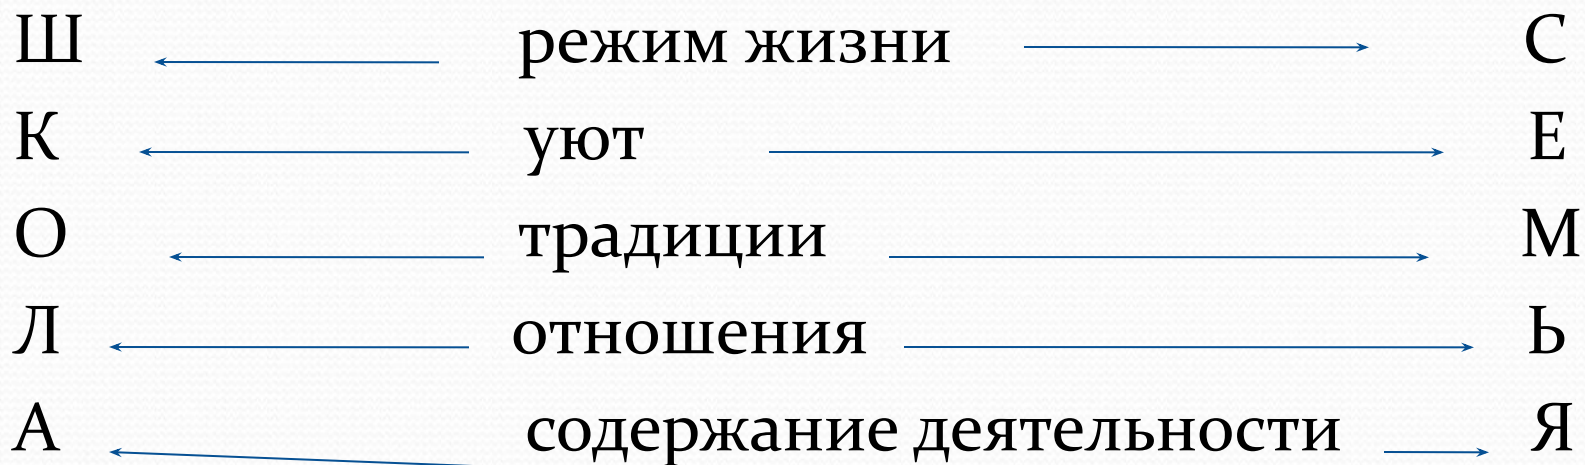 Ш режим жизни С
К уют Е
О традиции М
Л отношения Ь
А содержание деятельности Я